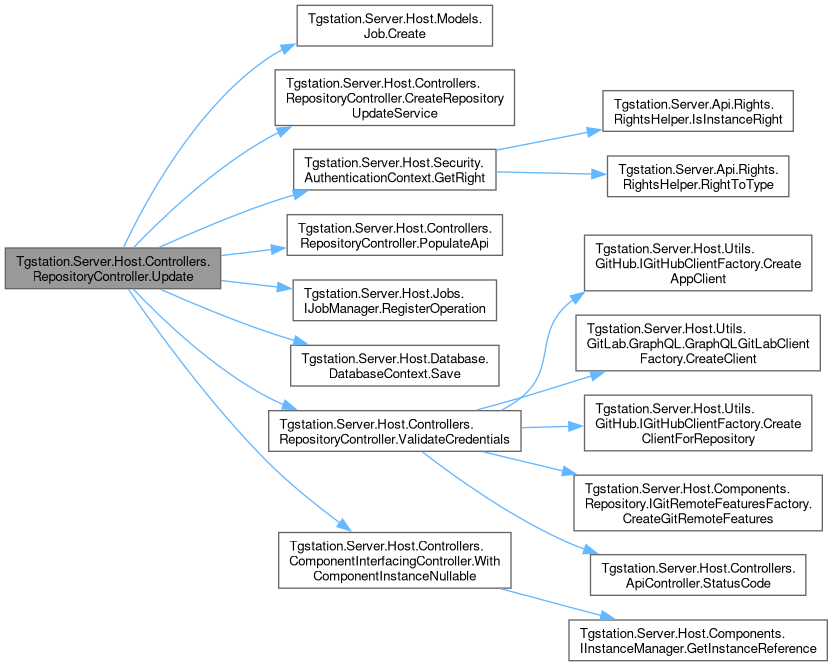 Tgstation.Server.Host.Controllers.
RepositoryController.Update
Tgstation.Server.Host.Models.
Job.Create
Tgstation.Server.Host.Controllers.
RepositoryController.CreateRepository
UpdateService
Tgstation.Server.Host.Security.
AuthenticationContext.GetRight
Tgstation.Server.Api.Rights.
RightsHelper.IsInstanceRight
Tgstation.Server.Api.Rights.
RightsHelper.RightToType
Tgstation.Server.Host.Controllers.
RepositoryController.PopulateApi
Tgstation.Server.Host.Jobs.
IJobManager.RegisterOperation
Tgstation.Server.Host.Database.
DatabaseContext.Save
Tgstation.Server.Host.Controllers.
RepositoryController.ValidateCredentials
Tgstation.Server.Host.Utils.
GitHub.IGitHubClientFactory.Create
AppClient
Tgstation.Server.Host.Utils.
GitLab.GraphQL.GraphQLGitLabClient
Factory.CreateClient
Tgstation.Server.Host.Utils.
GitHub.IGitHubClientFactory.Create
ClientForRepository
Tgstation.Server.Host.Components.
Repository.IGitRemoteFeaturesFactory.
CreateGitRemoteFeatures
Tgstation.Server.Host.Controllers.
ApiController.StatusCode
Tgstation.Server.Host.Controllers.
ComponentInterfacingController.With
ComponentInstanceNullable
Tgstation.Server.Host.Components.
IInstanceManager.GetInstanceReference